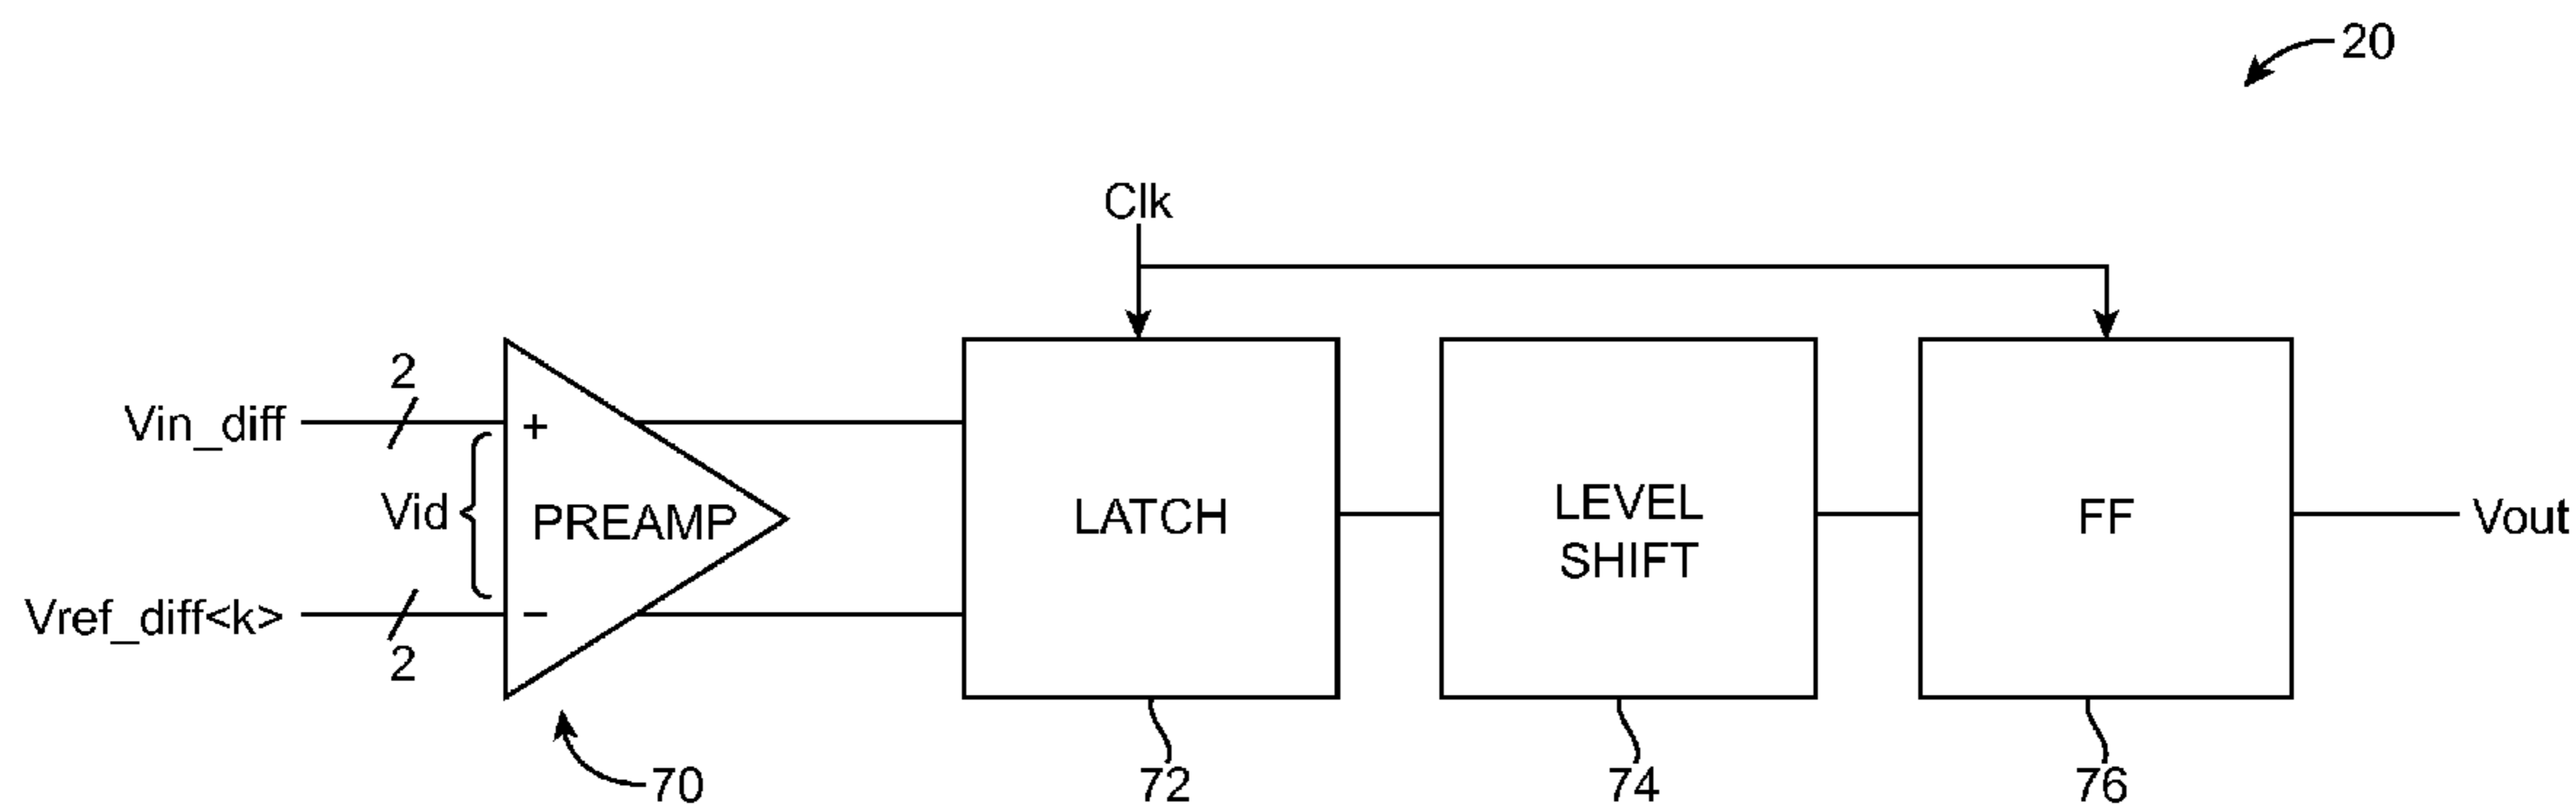 20
Clk
2
Vin_diff
+
Vid
PREAMP
LATCH
LEVEL
SHIFT
FF
Vout
Vref_diff<k>
−
2
70
72
74
76